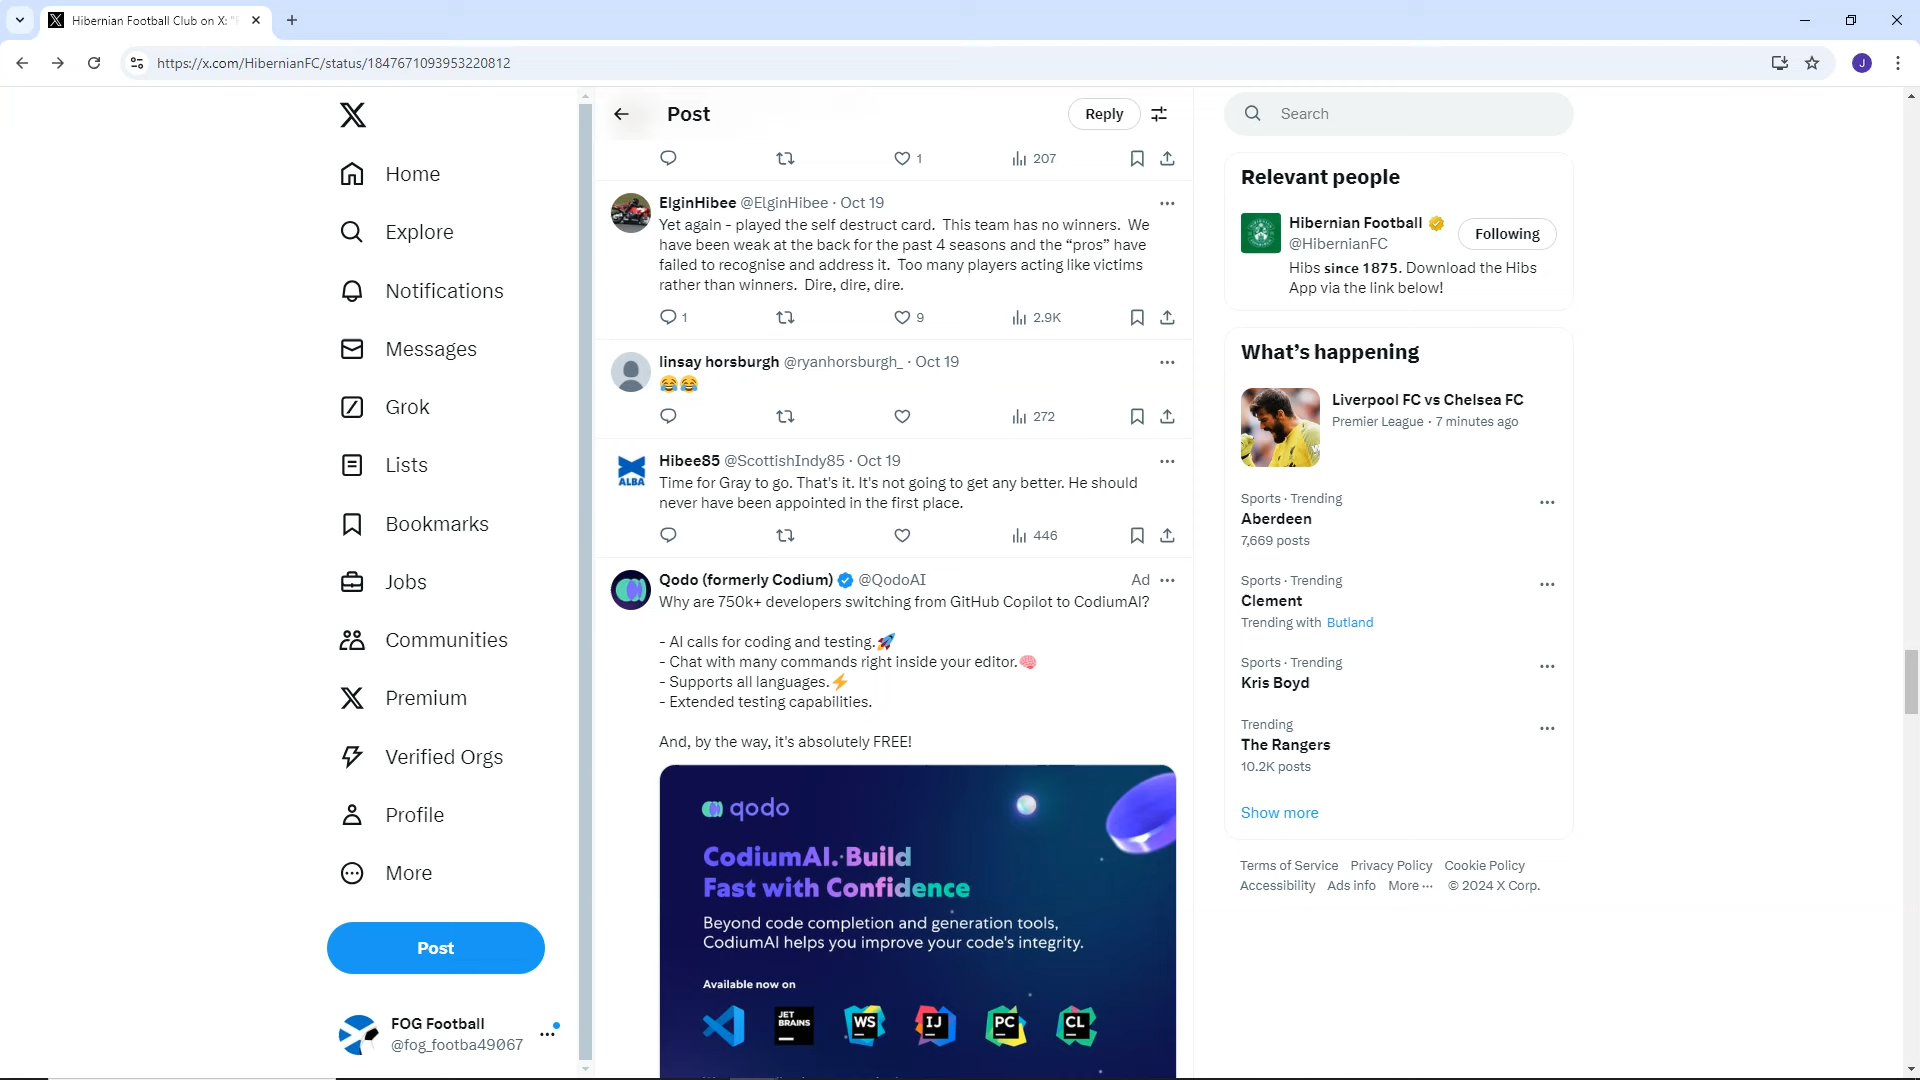 Hibernian Football Club on X: "
https://x.com/HibernianFC/status/1847671093953220812
J
Home
Explore
Notifications
Messages
Grok
Lists
Bookmarks
Jobs
Communities
Premium
Verified Orgs
Profile
More
Post
FOG Football
@fog_footba49067
Post
Reply
1
207
ElginHibee @ElginHibee · Oct 19
Yet again – played the self destruct card. This team has no winners. We
have been weak at the back for the past 4 seasons and the “pros” have
failed to recognise and address it. Too many players acting like victims
rather than winners. Dire, dire, dire.
1
9
2.9K
linsay horsburgh @ryanhorsburgh_ · Oct 19
😂😂
272
ALBA
Hibee85 @ScottishIndy85 · Oct 19
Time for Gray to go. That's it. It's not going to get any better. He should
never have been appointed in the first place.
446
Qodo (formerly Codium) @QodoAI
Ad
Why are 750k+ developers switching from GitHub Copilot to CodiumAI?
- AI calls for coding and testing.🚀
- Chat with many commands right inside your editor.🧠
- Supports all languages.⚡
- Extended testing capabilities.
And, by the way, it's absolutely FREE!
qodo
CodiumAI. Build
Fast with Confidence
Beyond code completion and generation tools,
CodiumAI helps you improve your code's integrity.
Available now on
JET BRAINS
WS
IJ
PC
CL
Search
Relevant people
Hibernian Football
@HibernianFC
Following
Hibs since 1875. Download the Hibs
App via the link below!
What’s happening
Liverpool FC vs Chelsea FC
Premier League · 7 minutes ago
Sports · Trending
Aberdeen
7,669 posts
Sports · Trending
Clement
Trending with Butland
Sports · Trending
Kris Boyd
Trending
The Rangers
10.2K posts
Show more
Terms of Service Privacy Policy Cookie Policy
Accessibility Ads info More ··· © 2024 X Corp.